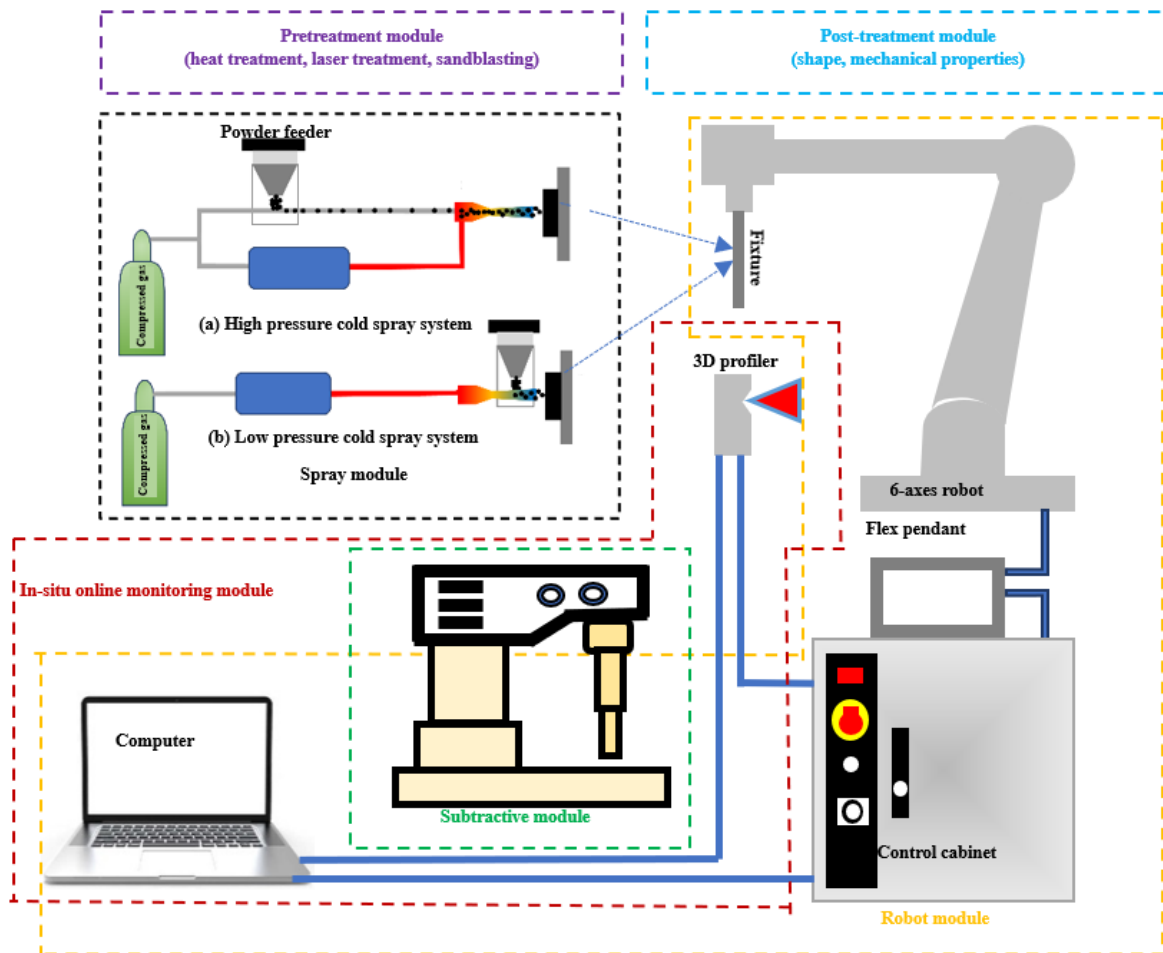 Pretreatment module
(heat treatment, laser treatment, sandblasting)
Post-treatment module
(shape, mechanical properties)
Powder feeder
Compressed gas
(a) High pressure cold spray system
Fixture
3D profiler
Compressed gas
(b) Low pressure cold spray system
Spray module
6-axes robot
Flex pendant
In-situ online monitoring module
Computer
Subtractive module
Control cabinet
Robot module